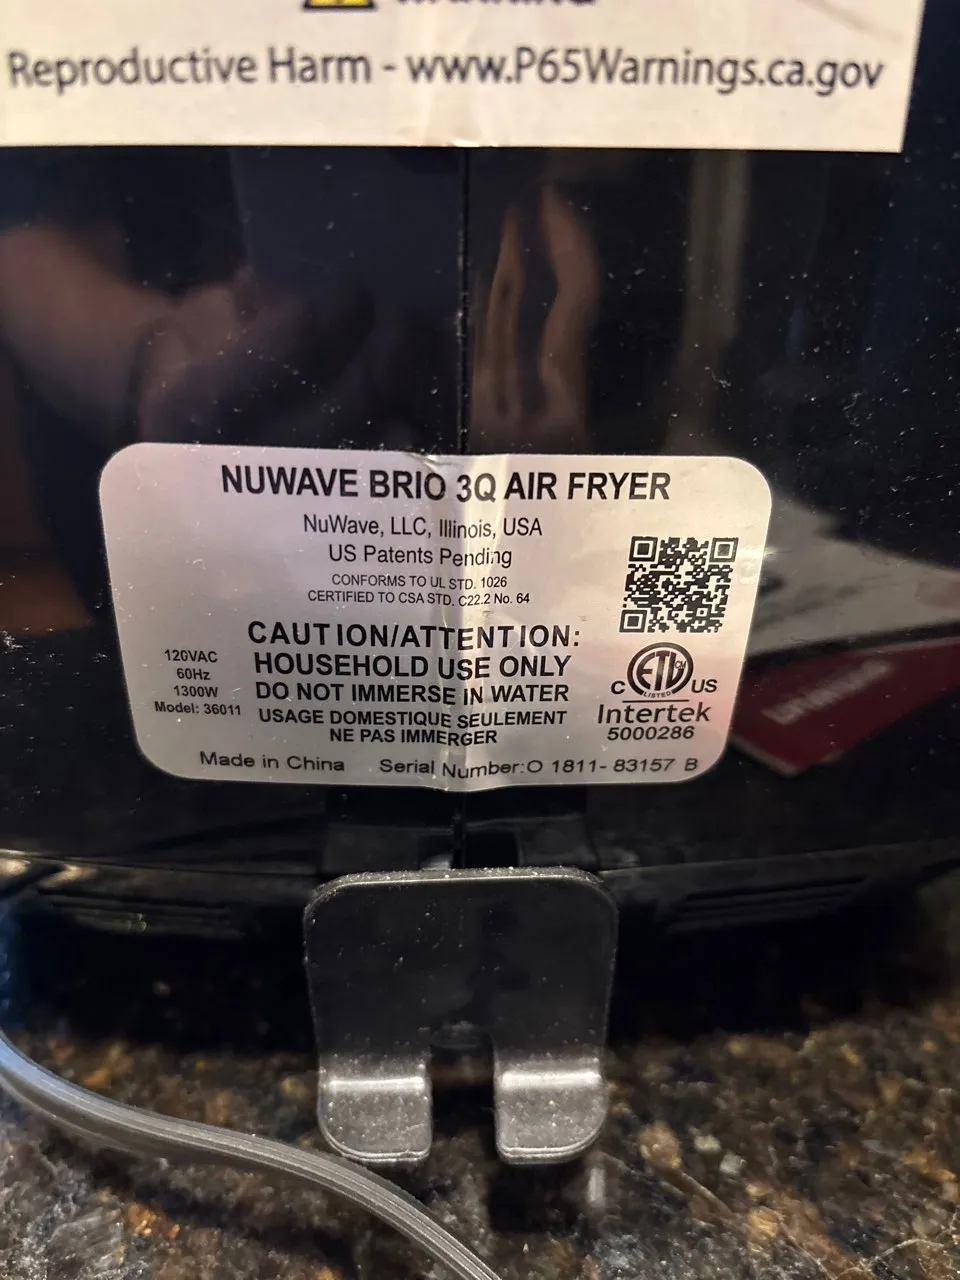 Reproductive Harm - www.P65Warnings.ca.gov
NUWAVE BRIO 3Q AIR FRYER
NuWave, LLC, Illinois, USA
US Patents Pending
CONFORMS TO UL STD. 1026
CERTIFIED TO CSA STD. C22.2 No. 64
CAUTION/ATTENTION:
HOUSEHOLD USE ONLY
DO NOT IMMERSE IN WATER
USAGE DOMESTIQUE SEULEMENT
NE PAS IMMERGER
120VAC
60Hz
1300W
Model: 36011
C ETL CM US
LISTED
Intertek
5000286
Made in China Serial Number:O 1811- 83157 B